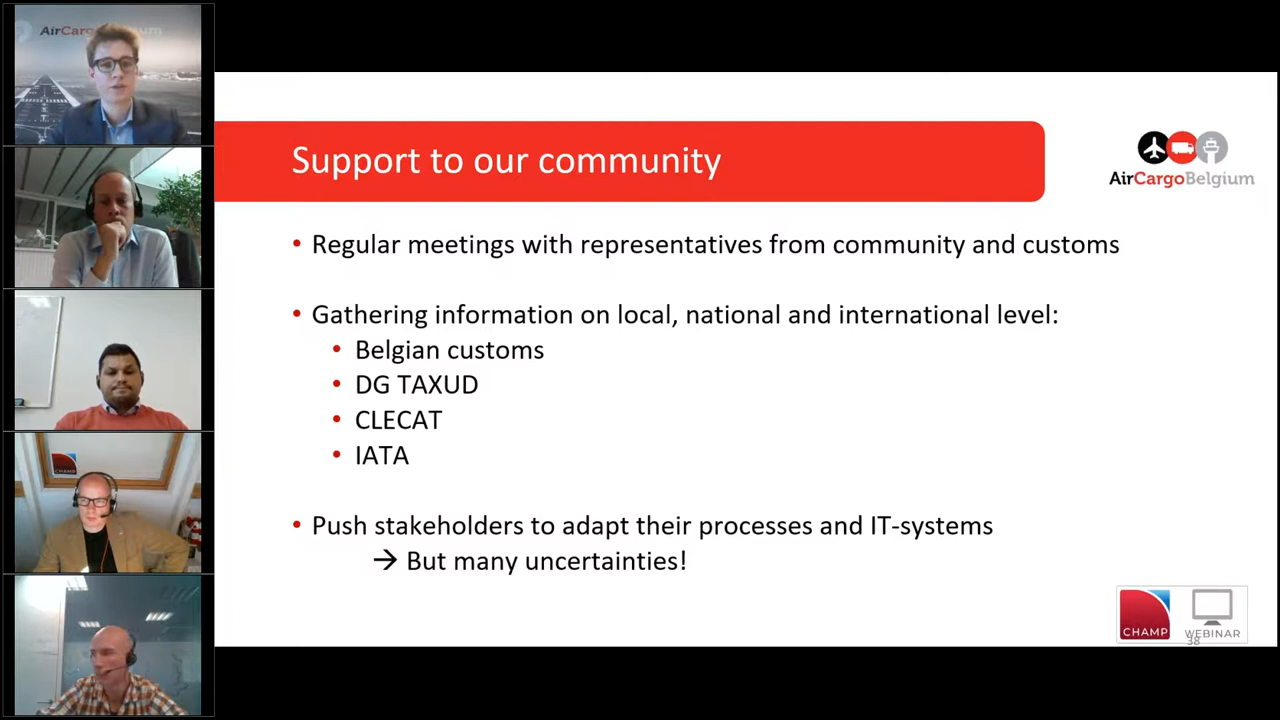 Support to our community
AirCargoBelgium
• Regular meetings with representatives from community and customs
• Gathering information on local, national and international level:
• Belgian customs
• DG TAXUD
• CLECAT
• IATA
• Push stakeholders to adapt their processes and IT-systems
→ But many uncertainties!
CHAMP
WEBINAR
38
CHAMP